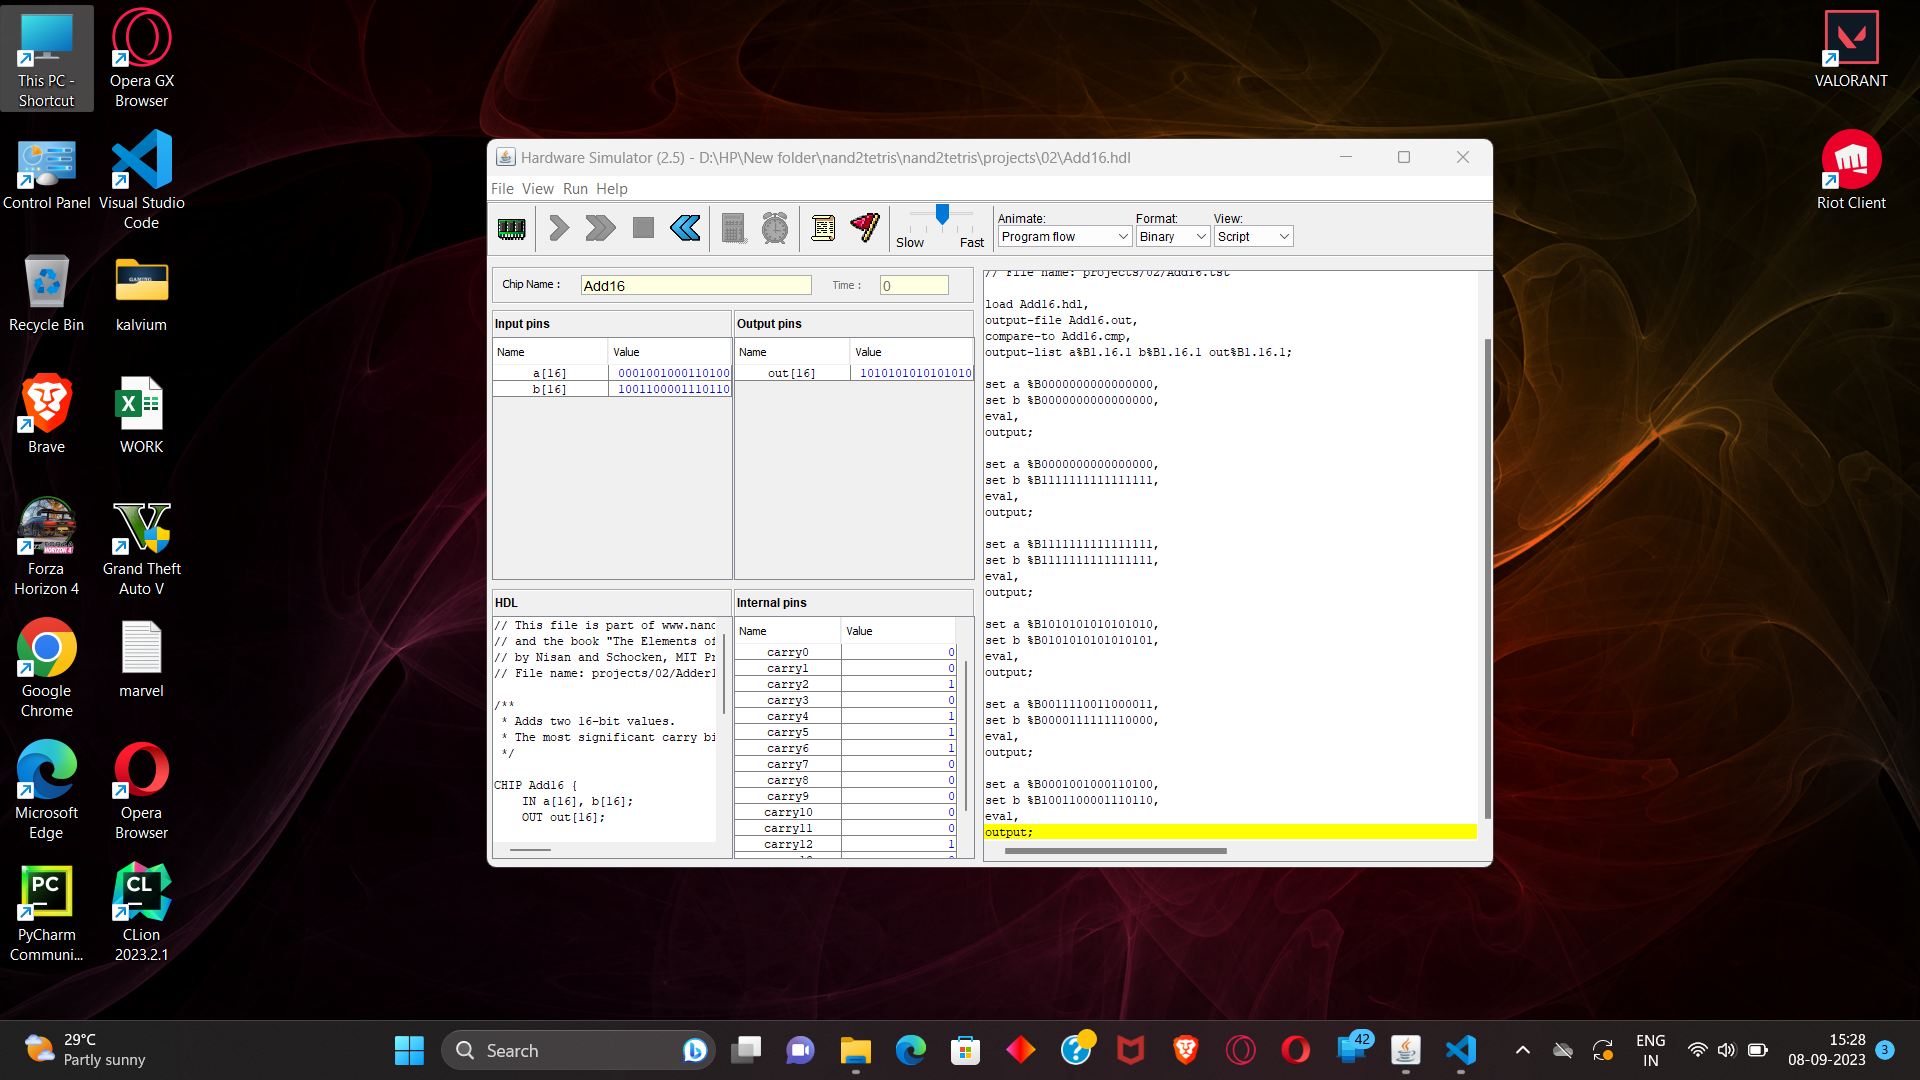 This PC -
Shortcut
Opera GX
Browser
Control Panel
Visual Studio
Code
Recycle Bin
GAMING
kalvium
Brave
WORK
Forza
Horizon 4
Grand Theft
Auto V
Google
Chrome
marvel
Microsoft
Edge
Opera
Browser
PC
PyCharm
Communi...
CL
CLion
2023.2.1
VALORANT
Riot Client
Hardware Simulator (2.5) - D:\HP\New folder\nand2tetris\nand2tetris\projects\02\Add16.hdl
File View Run Help
Slow Fast
Animate: Format: View:
Program flow Binary Script
Chip Name : Add16 Time : 0
Input pins
Name Value
a[16] 0001001000110100
b[16] 1001100001110110
Output pins
Name Value
out[16] 1010101010101010
HDL
// This file is part of www.nand
// and the book "The Elements of
// by Nisan and Schocken, MIT Pr
// File name: projects/02/Adder1
/**
* Adds two 16-bit values.
* The most significant carry bi
*/
CHIP Add16 {
IN a[16], b[16];
OUT out[16];
Internal pins
Name Value
carry0 0
carry1 0
carry2 1
carry3 0
carry4 1
carry5 1
carry6 1
carry7 0
carry8 0
carry9 0
carry10 0
carry11 0
carry12 1
// File name: projects/02/Add16.tst
load Add16.hdl,
output-file Add16.out,
compare-to Add16.cmp,
output-list a%B1.16.1 b%B1.16.1 out%B1.16.1;
set a %B0000000000000000,
set b %B0000000000000000,
eval,
output;
set a %B0000000000000000,
set b %B1111111111111111,
eval,
output;
set a %B1111111111111111,
set b %B1111111111111111,
eval,
output;
set a %B1010101010101010,
set b %B0101010101010101,
eval,
output;
set a %B0011110011000011,
set b %B0000111111110000,
eval,
output;
set a %B0001001000110100,
set b %B1001100001110110,
eval,
output;
29°C
Partly sunny
Search
42
ENG
IN
15:28
08-09-2023
3